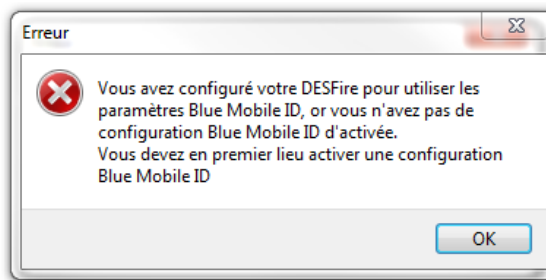 Erreur
Vous avez configuré votre DESFire pour utiliser les
paramètres Blue Mobile ID, or vous n'avez pas de
configuration Blue Mobile ID d'activée.
Vous devez en premier lieu activer une configuration
Blue Mobile ID
OK